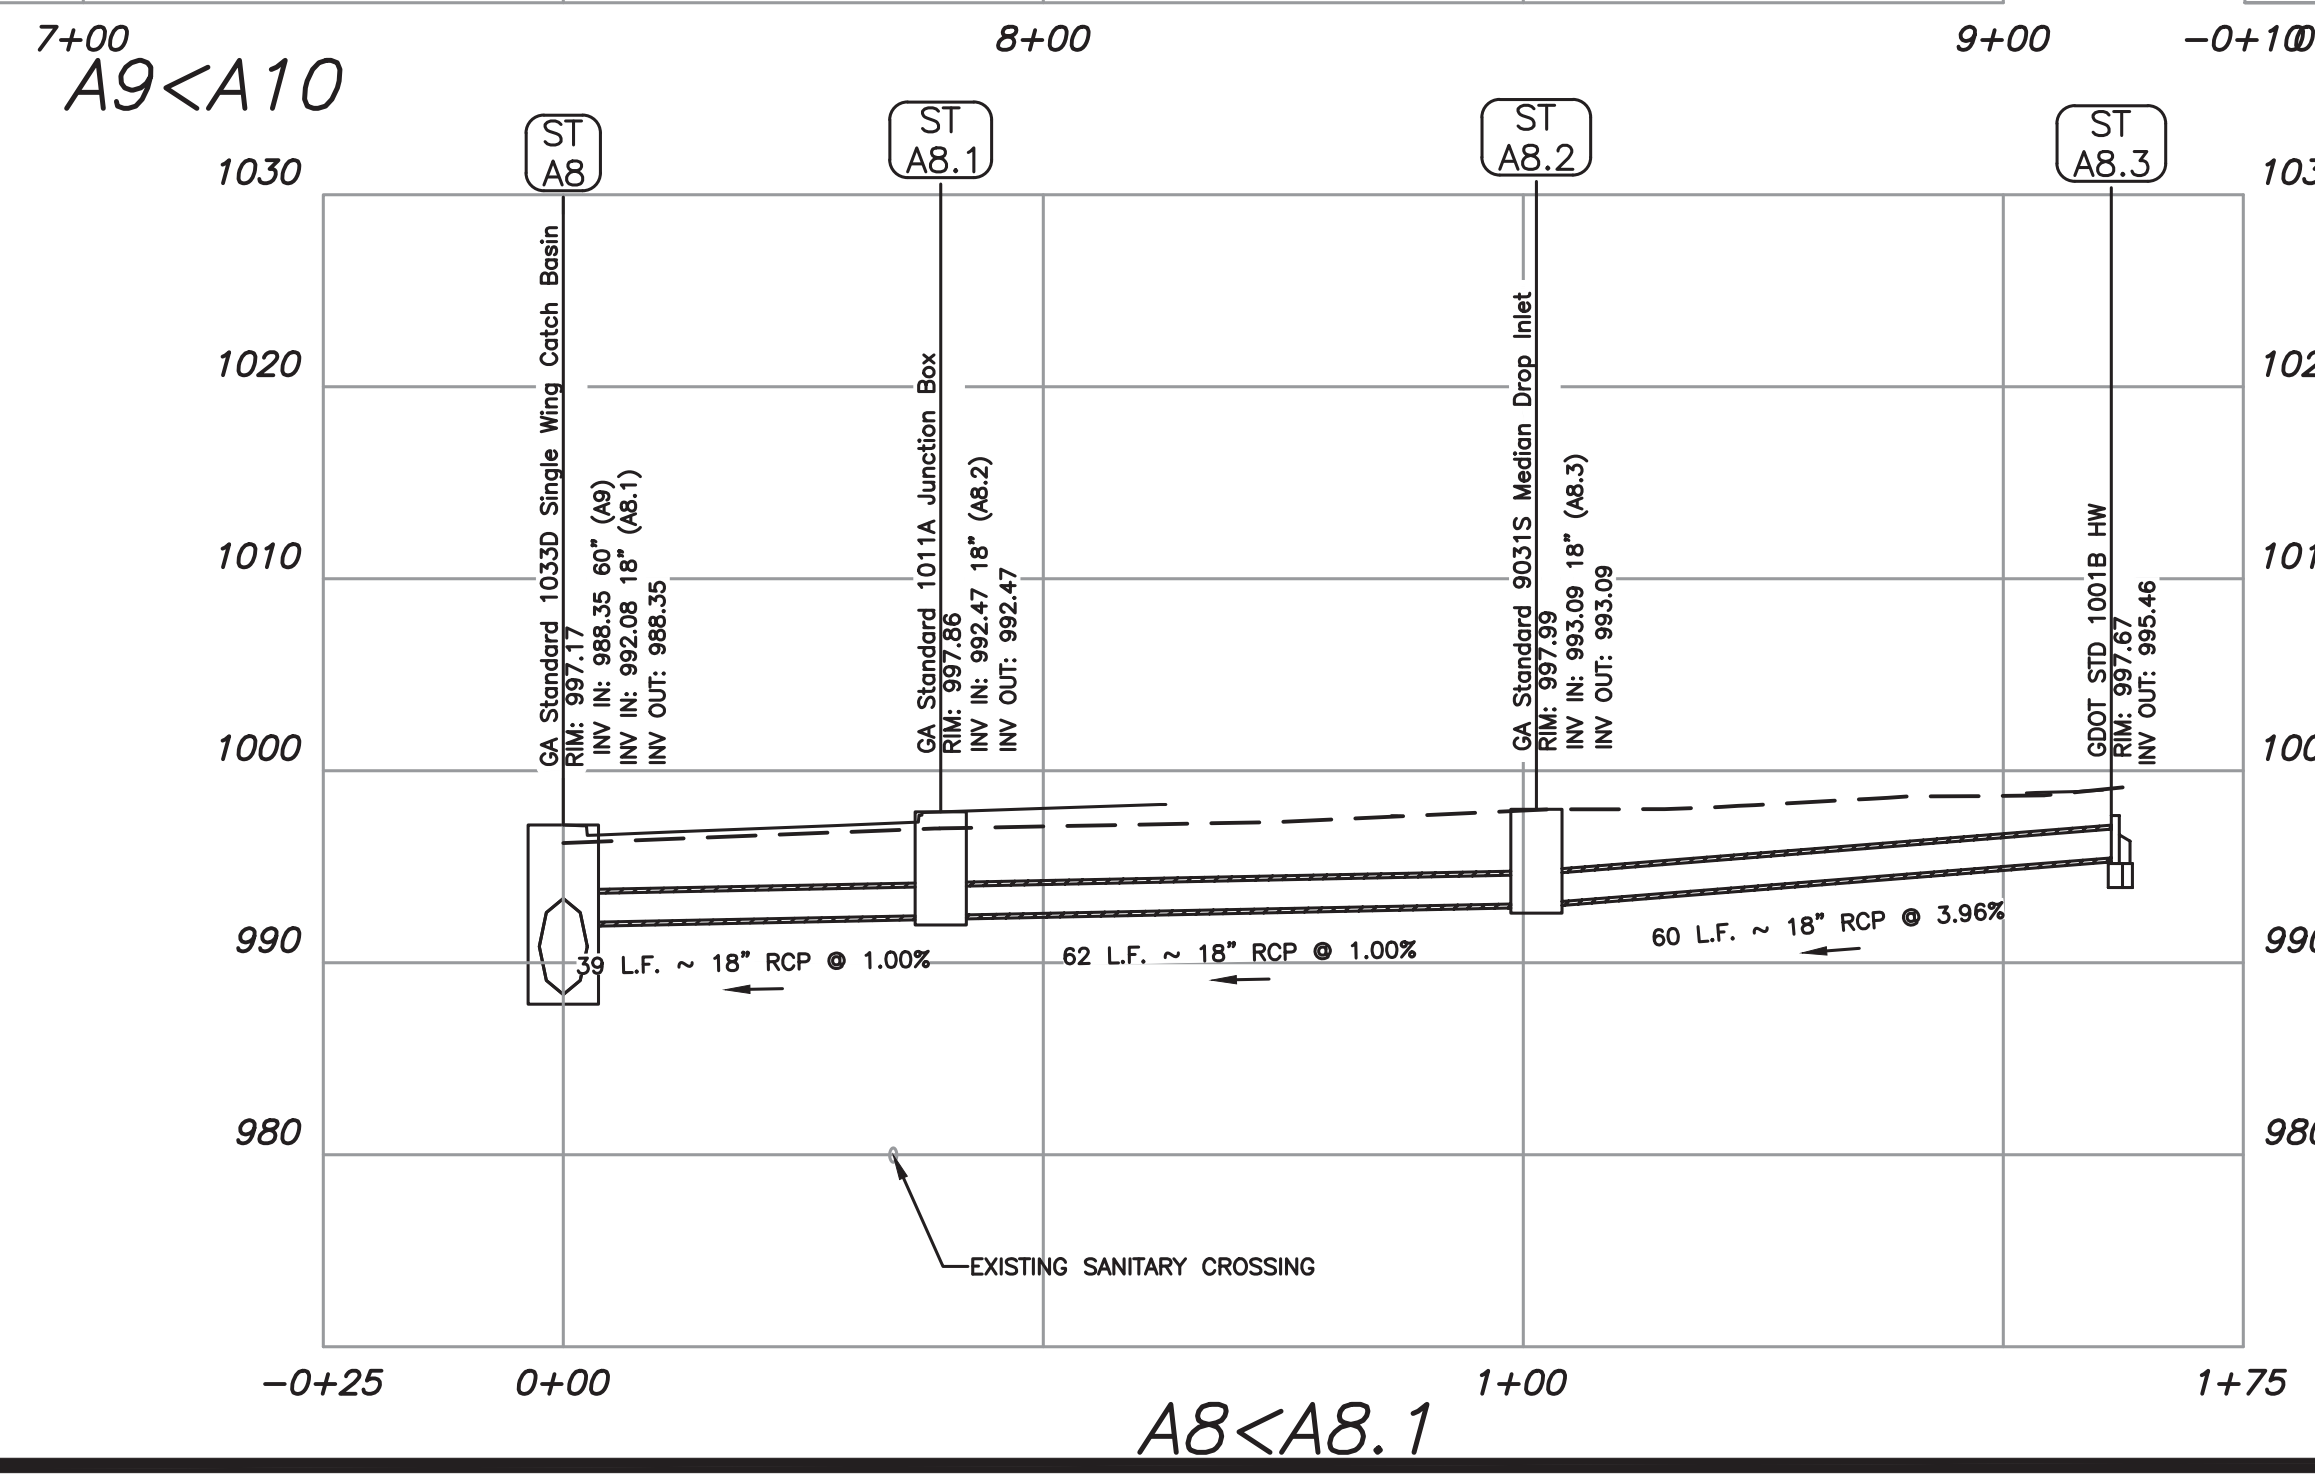 7+00 8+00 9+00 -0+10
A9<A10
ST
A8
ST
A8.1
ST
A8.2
ST
A8.3
1030
1020
1010
1000
990
980
GA Standard 1033D Single Wing Catch Basin
RIM: 997.17
INV IN: 988.35 60" (A9)
INV IN: 992.08 18" (A8.1)
INV OUT: 988.35
GA Standard 1011A Junction Box
RIM: 997.86
INV IN: 992.47 18" (A8.2)
INV OUT: 992.47
GA Standard 9031S Median Drop Inlet
RIM: 997.99
INV IN: 993.09 18" (A8.3)
INV OUT: 993.09
GDOT STD 1001B HW
RIM: 997.67
INV OUT: 995.46
39 L.F. ~ 18" RCP @ 1.00%
62 L.F. ~ 18" RCP @ 1.00%
60 L.F. ~ 18" RCP @ 3.96%
EXISTING SANITARY CROSSING
-0+25 0+00 1+00 1+75
A8<A8.1